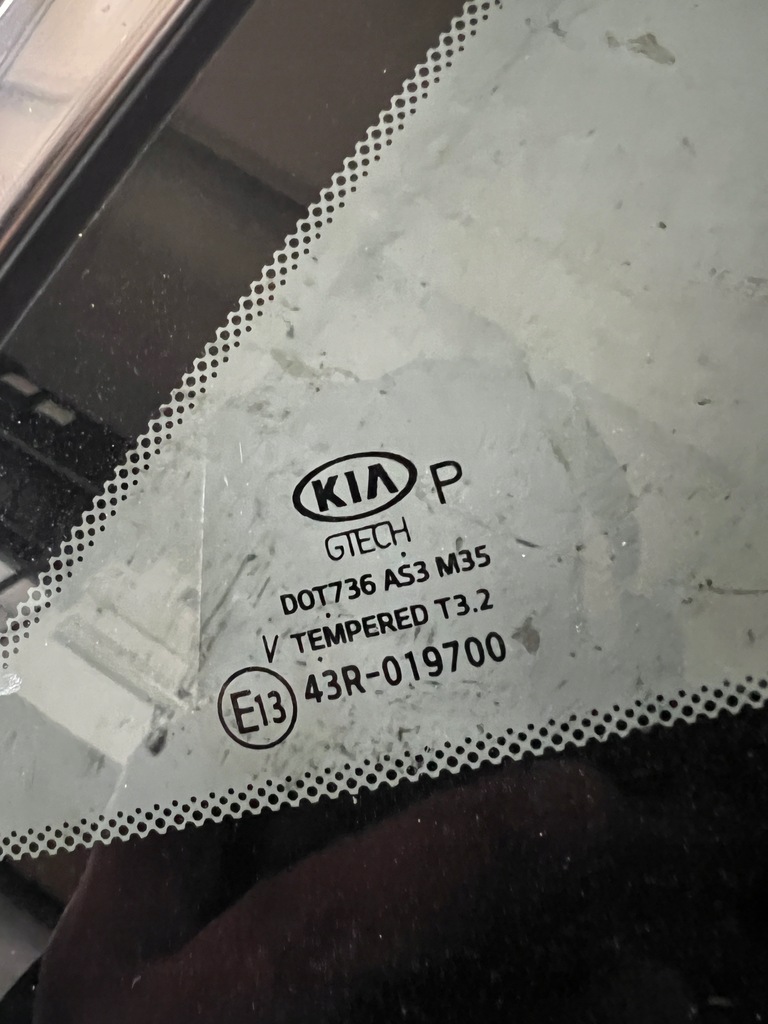 KIA P
GTECH
DOT736 AS3 M35
V TEMPERED T3.2
E13 43R-019700